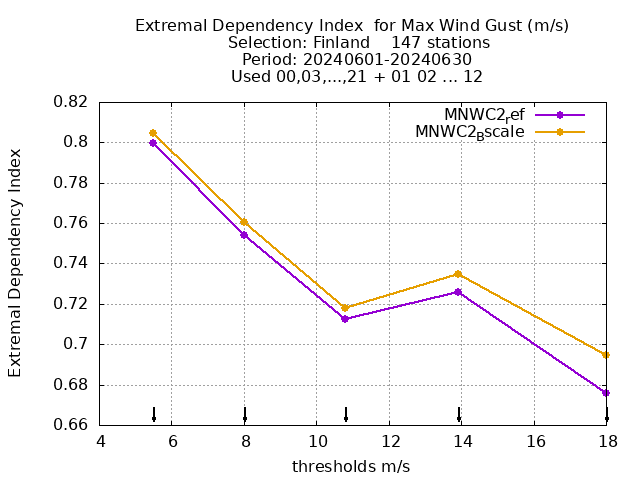 Extremal Dependency Index  for Max Wind Gust (m/s)
Selection: Finland    147 stations
Period: 20240601-20240630
Used 00,03,...,21 + 01 02 ... 12
MNWC2ref
MNWC2Bscale
Extremal Dependency Index
0.82
0.8
0.78
0.76
0.74
0.72
0.7
0.68
0.66
4 6 8 10 12 14 16 18
thresholds m/s